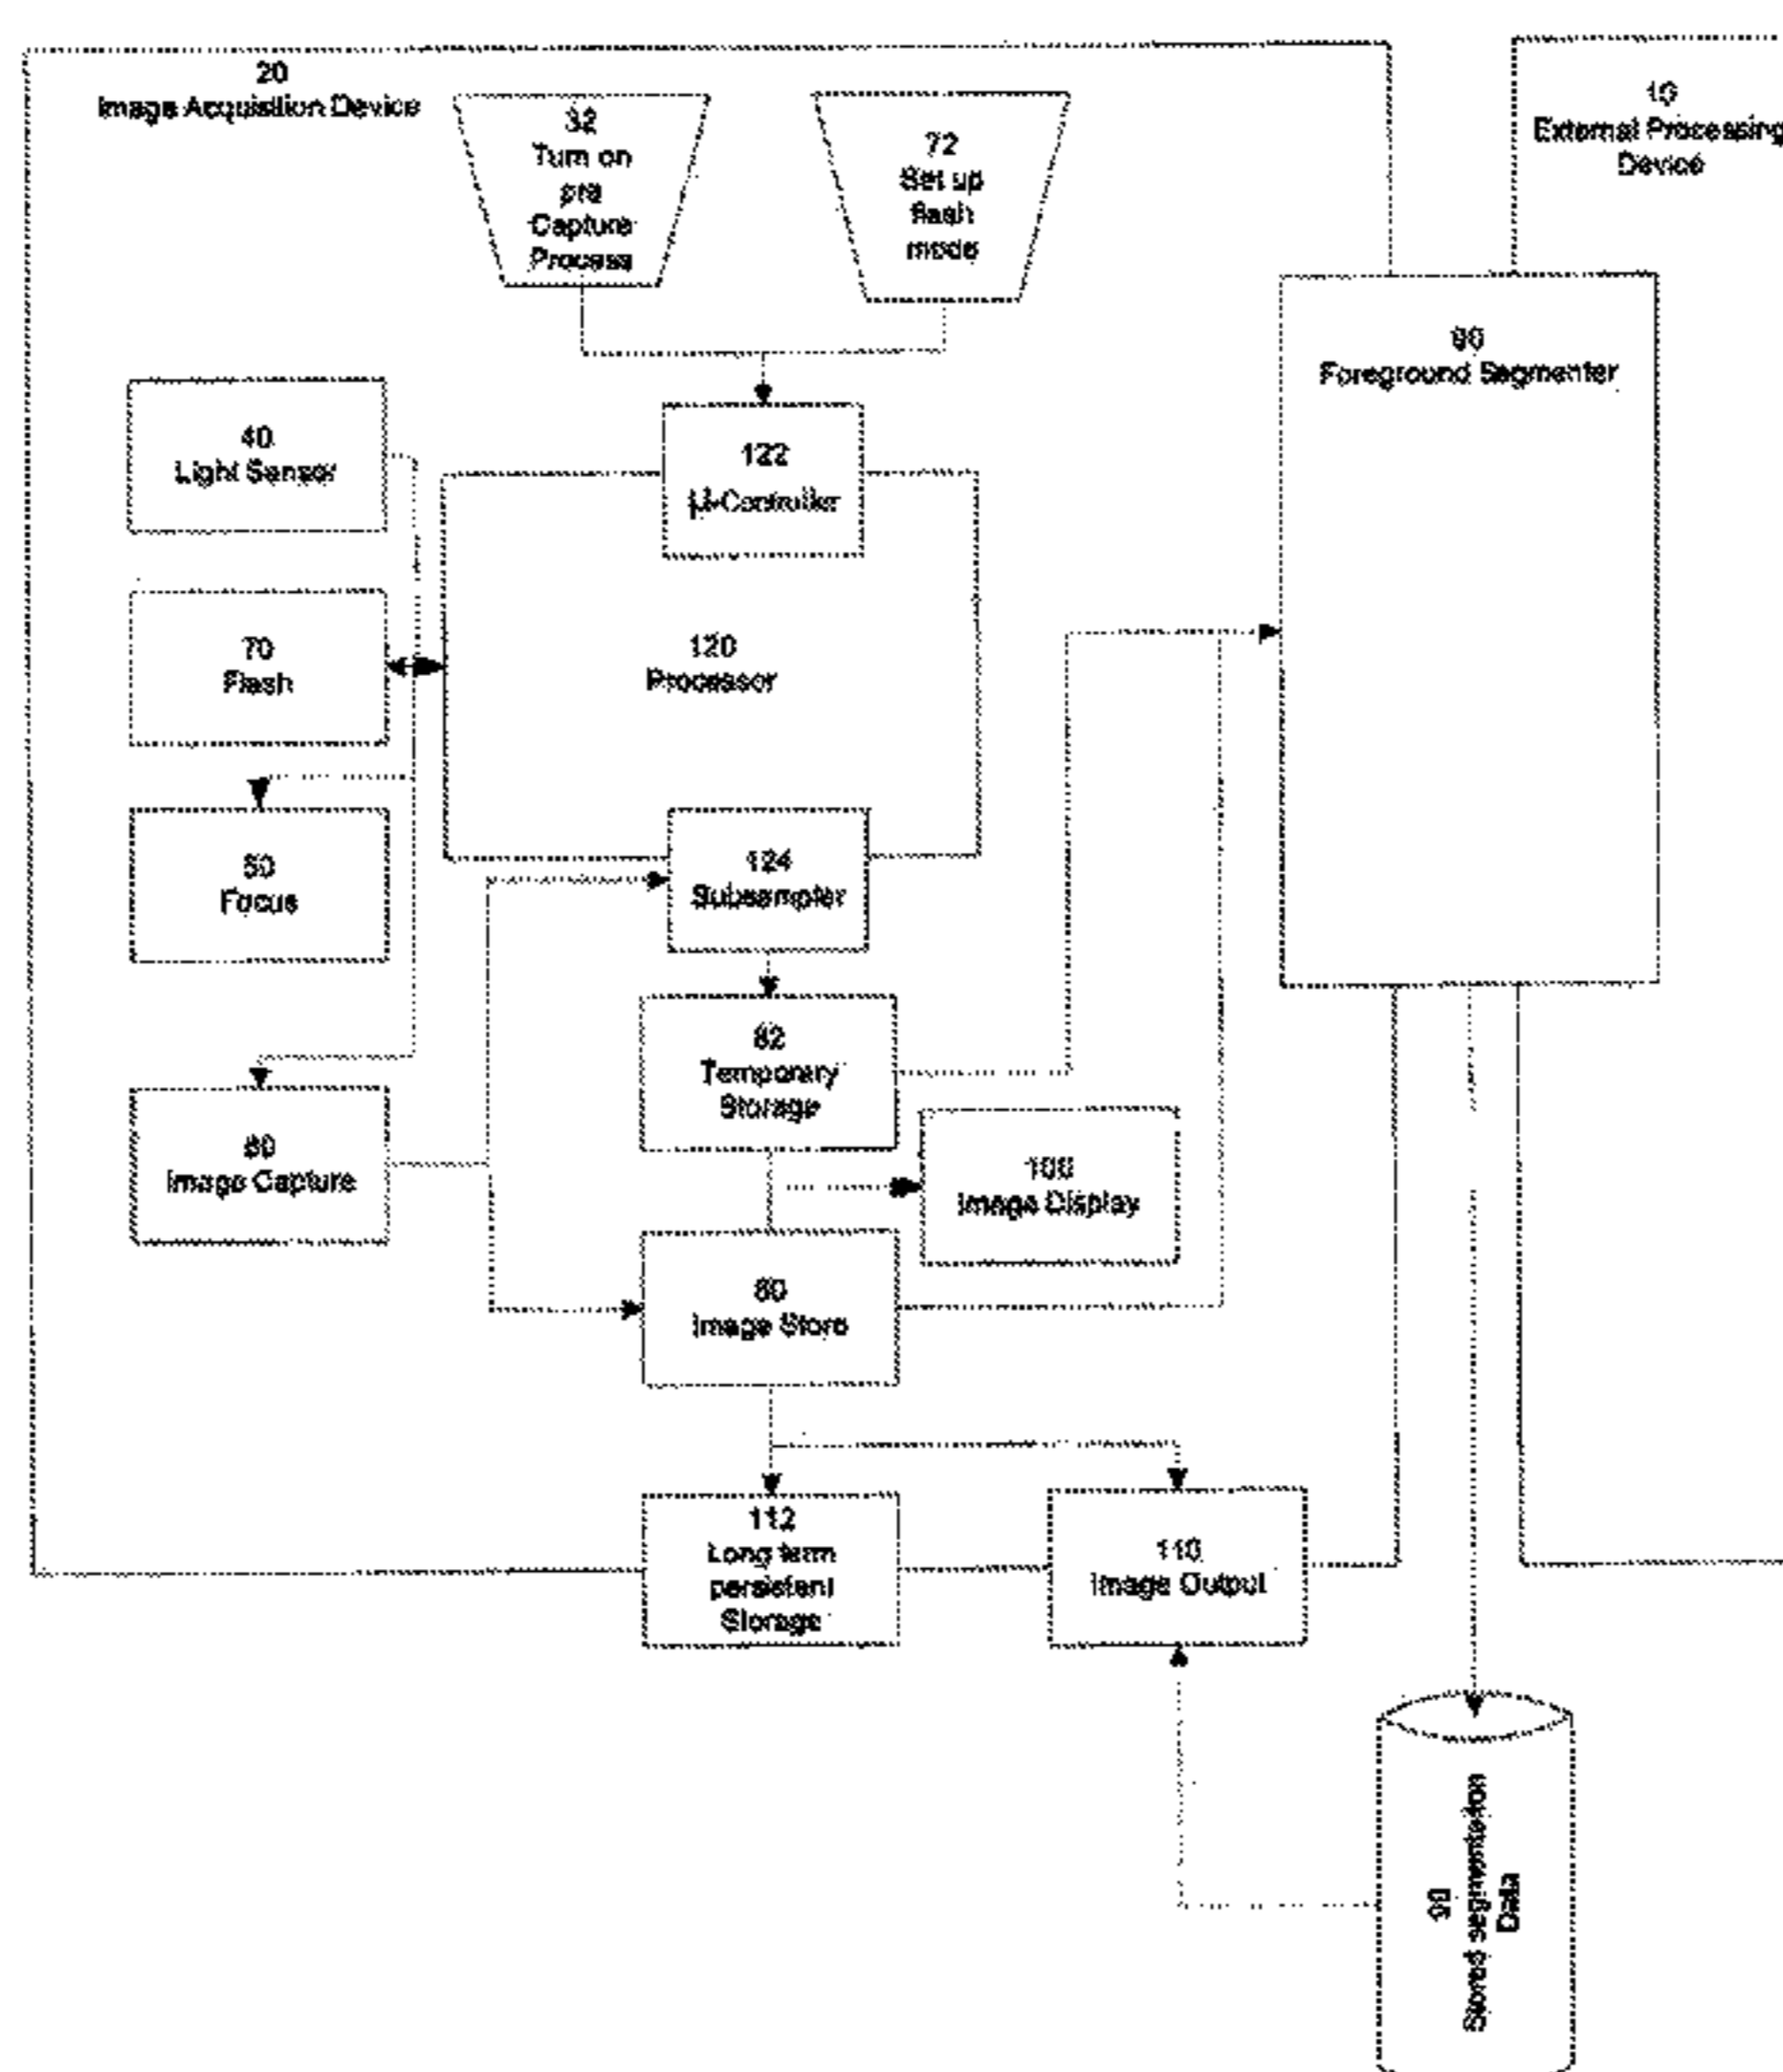 20
Image Acquistion Device
32
Turn on
pre
Capture
Process
72
Set up
flash
mode
10
External Processing
Device
90
Foreground Segmenter
40
Light Sensor
122
μ-Controller
70
Flash
120
Processor
50
Focus
124
Subsampler
82
Temporary
Storage
60
Image Capture
100
Image Display
80
Image Store
112
Long term
persistent
Storage
110
Image Output
Stored segmentation
Data